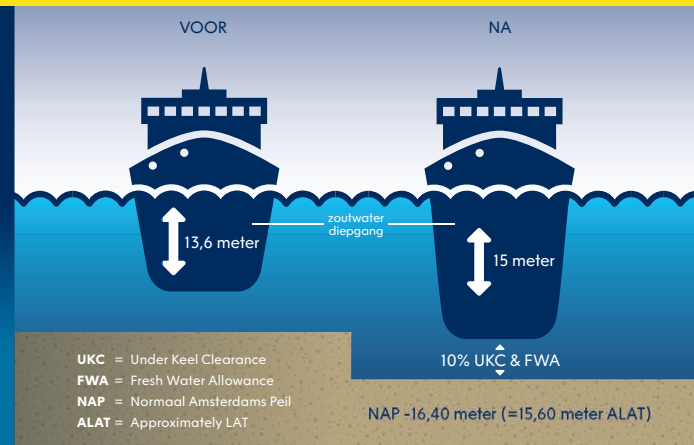 VOOR
NA
zoutwater
diepgang
13,6 meter
15 meter
10% UKC & FWA
UKC = Under Keel Clearance
FWA = Fresh Water Allowance
NAP = Normaal Amsterdams Peil
ALAT = Approximately LAT
NAP -16,40 meter (=15,60 meter ALAT)